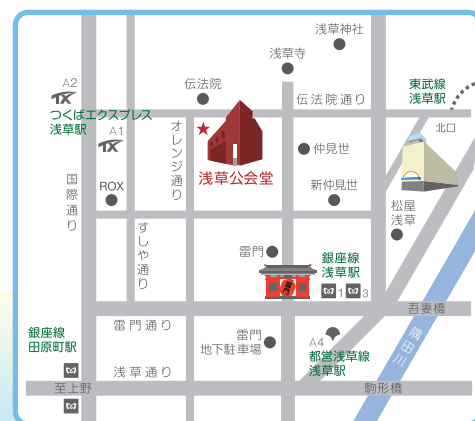 浅草神社
浅草寺
A2
伝法院
東武線
浅草駅
TX
つくばエクスプレス
浅草駅
伝法院通り
北口
A1
TX
オレンジ通り
仲見世
浅草公会堂
国際通り
ROX
新仲見世
松屋
浅草
すしや通り
雷門
銀座線
浅草駅
1
3
吾妻橋
雷門通り
銀座線
田原町駅
雷門
地下駐車場
A4
都営浅草線
浅草駅
隅田川
浅草通り
至上野
駒形橋